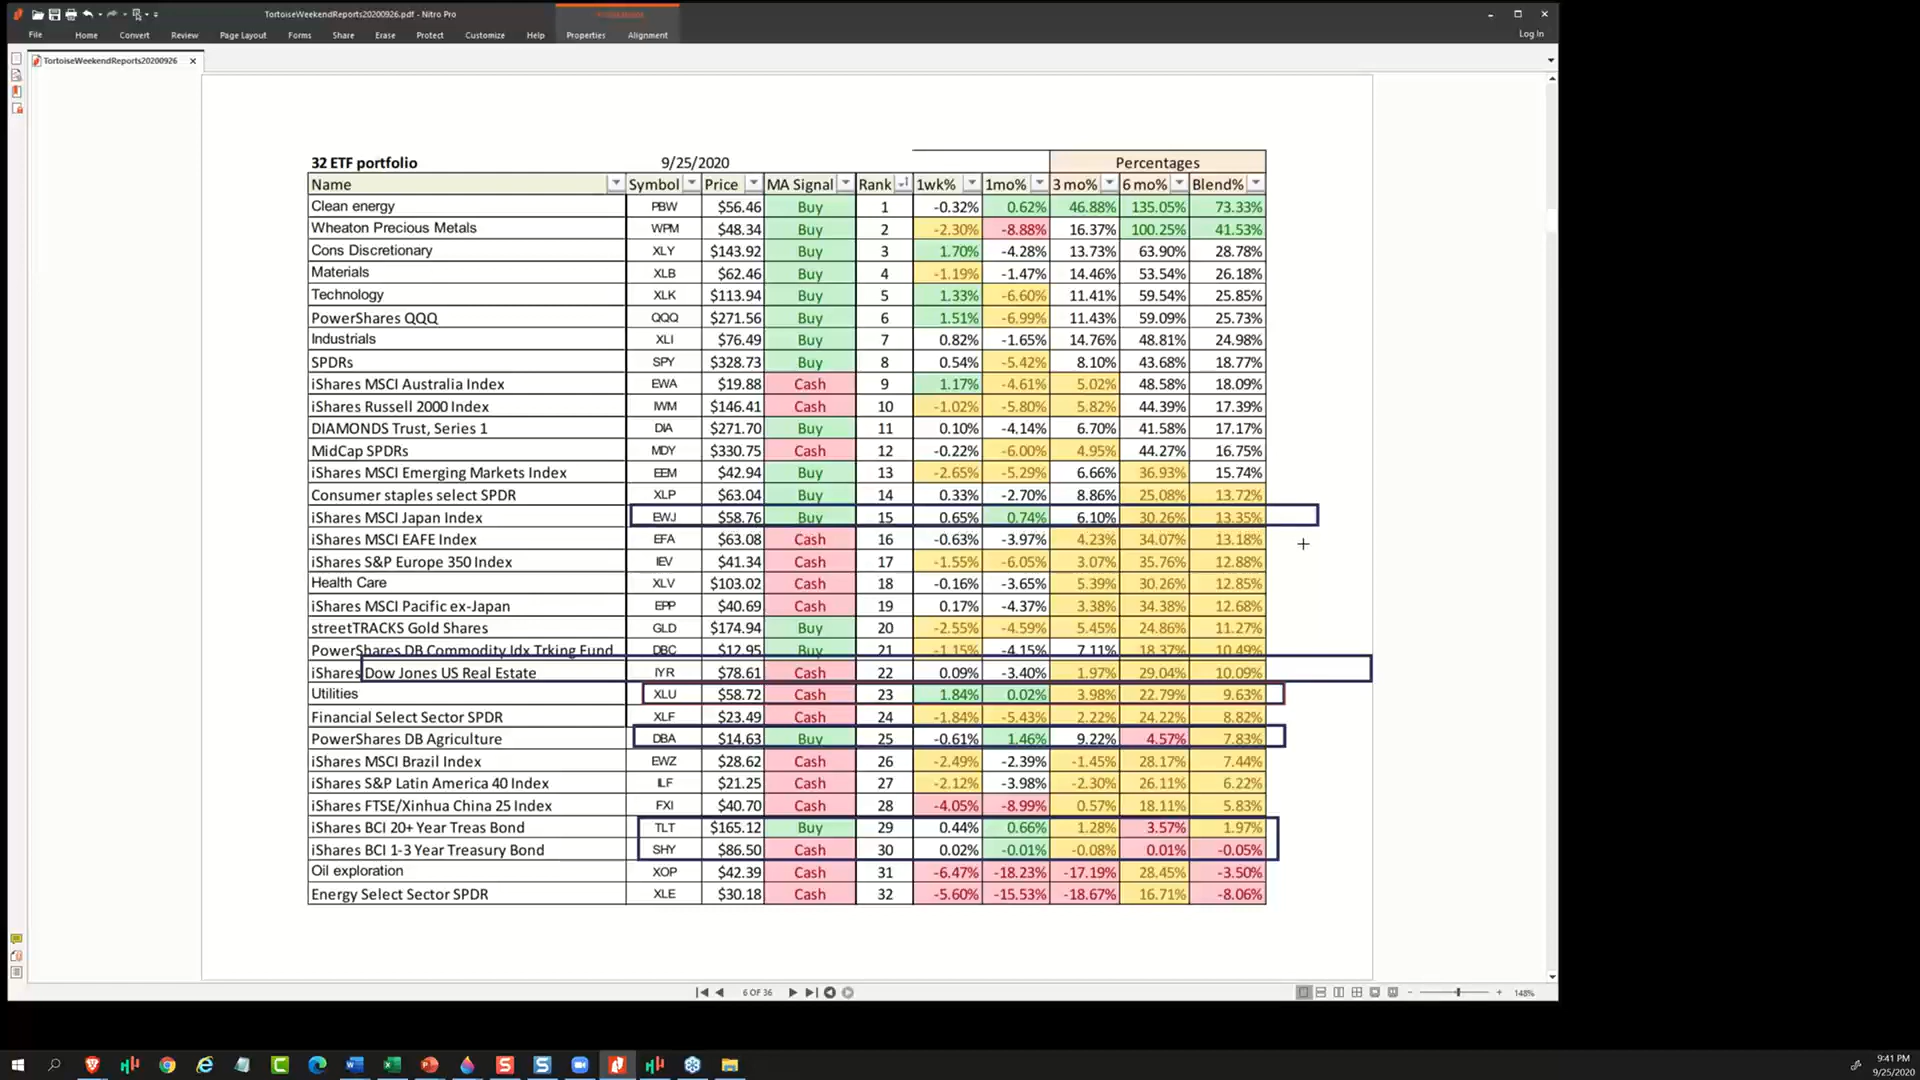 TortoiseWeekendReports20200926.pdf - Nitro Pro
File Home Convert Review Page Layout Forms Share Erase Protect Customize Help Properties Alignment Log In
TortoiseWeekendReports20200926
32 ETF portfolio 9/25/2020 Percentages
Name Symbol Price MA Signal Rank 1wk% 1mo% 3 mo% 6 mo% Blend%
Clean energy PBW $56.46 Buy 1 -0.32% 0.62% 46.88% 135.05% 73.33%
Wheaton Precious Metals WPM $48.34 Buy 2 -2.30% -8.88% 16.37% 100.25% 41.53%
Cons Discretionary XLY $143.92 Buy 3 1.70% -4.28% 13.73% 63.90% 28.78%
Materials XLB $62.46 Buy 4 -1.19% -1.47% 14.46% 53.54% 26.18%
Technology XLK $113.94 Buy 5 1.33% -6.60% 11.41% 59.54% 25.85%
PowerShares QQQ QQQ $271.56 Buy 6 1.51% -6.99% 11.43% 59.09% 25.73%
Industrials XLI $76.49 Buy 7 0.82% -1.65% 14.76% 48.81% 24.98%
SPDRs SPY $328.73 Buy 8 0.54% -5.42% 8.10% 43.68% 18.77%
iShares MSCI Australia Index EWA $19.88 Cash 9 1.17% -4.61% 5.02% 48.58% 18.09%
iShares Russell 2000 Index IWM $146.41 Cash 10 -1.02% -5.80% 5.82% 44.39% 17.39%
DIAMONDS Trust, Series 1 DIA $271.70 Buy 11 0.10% -4.14% 6.70% 41.58% 17.17%
MidCap SPDRs MDY $330.75 Cash 12 -0.22% -6.00% 4.95% 44.27% 16.75%
iShares MSCI Emerging Markets Index EEM $42.94 Buy 13 -2.65% -5.29% 6.66% 36.93% 15.74%
Consumer staples select SPDR XLP $63.04 Buy 14 0.33% -2.70% 8.86% 25.08% 13.72%
iShares MSCI Japan Index EWJ $58.76 Buy 15 0.65% 0.74% 6.10% 30.26% 13.35%
iShares MSCI EAFE Index EFA $63.08 Cash 16 -0.63% -3.97% 4.23% 34.07% 13.18%
iShares S&P Europe 350 Index IEV $41.34 Cash 17 -1.55% -6.05% 3.07% 35.76% 12.88%
Health Care XLV $103.02 Cash 18 -0.16% -3.65% 5.39% 30.26% 12.85%
iShares MSCI Pacific ex-Japan EPP $40.69 Cash 19 0.17% -4.37% 3.38% 34.38% 12.68%
streetTRACKS Gold Shares GLD $174.94 Buy 20 -2.55% -4.59% 5.45% 24.86% 11.27%
PowerShares DB Commodity Idx Trking Fund DBC $12.95 Buy 21 -1.15% -4.15% 7.11% 18.37% 10.49%
iShares Dow Jones US Real Estate IYR $78.61 Cash 22 0.09% -3.40% 1.97% 29.04% 10.09%
Utilities XLU $58.72 Cash 23 1.84% 0.02% 3.98% 22.79% 9.63%
Financial Select Sector SPDR XLF $23.49 Cash 24 -1.84% -5.43% 2.22% 24.22% 8.82%
PowerShares DB Agriculture DBA $14.63 Buy 25 -0.61% 1.46% 9.22% 4.57% 7.83%
iShares MSCI Brazil Index EWZ $28.62 Cash 26 -2.49% -2.39% -1.45% 28.17% 7.44%
iShares S&P Latin America 40 Index ILF $21.25 Cash 27 -2.12% -3.98% -2.30% 26.11% 6.22%
iShares FTSE/Xinhua China 25 Index FXI $40.70 Cash 28 -4.05% -8.99% 0.57% 18.11% 5.83%
iShares BCI 20+ Year Treas Bond TLT $165.12 Buy 29 0.44% 0.66% 1.28% 3.57% 1.97%
iShares BCI 1-3 Year Treasury Bond SHY $86.50 Cash 30 0.02% -0.01% -0.08% 0.01% -0.05%
Oil exploration XOP $42.39 Cash 31 -6.47% -18.23% -17.19% 28.45% -3.50%
Energy Select Sector SPDR XLE $30.18 Cash 32 -5.60% -15.53% -18.67% 16.71% -8.06%
6 OF 36 148%
9:41 PM
9/25/2020